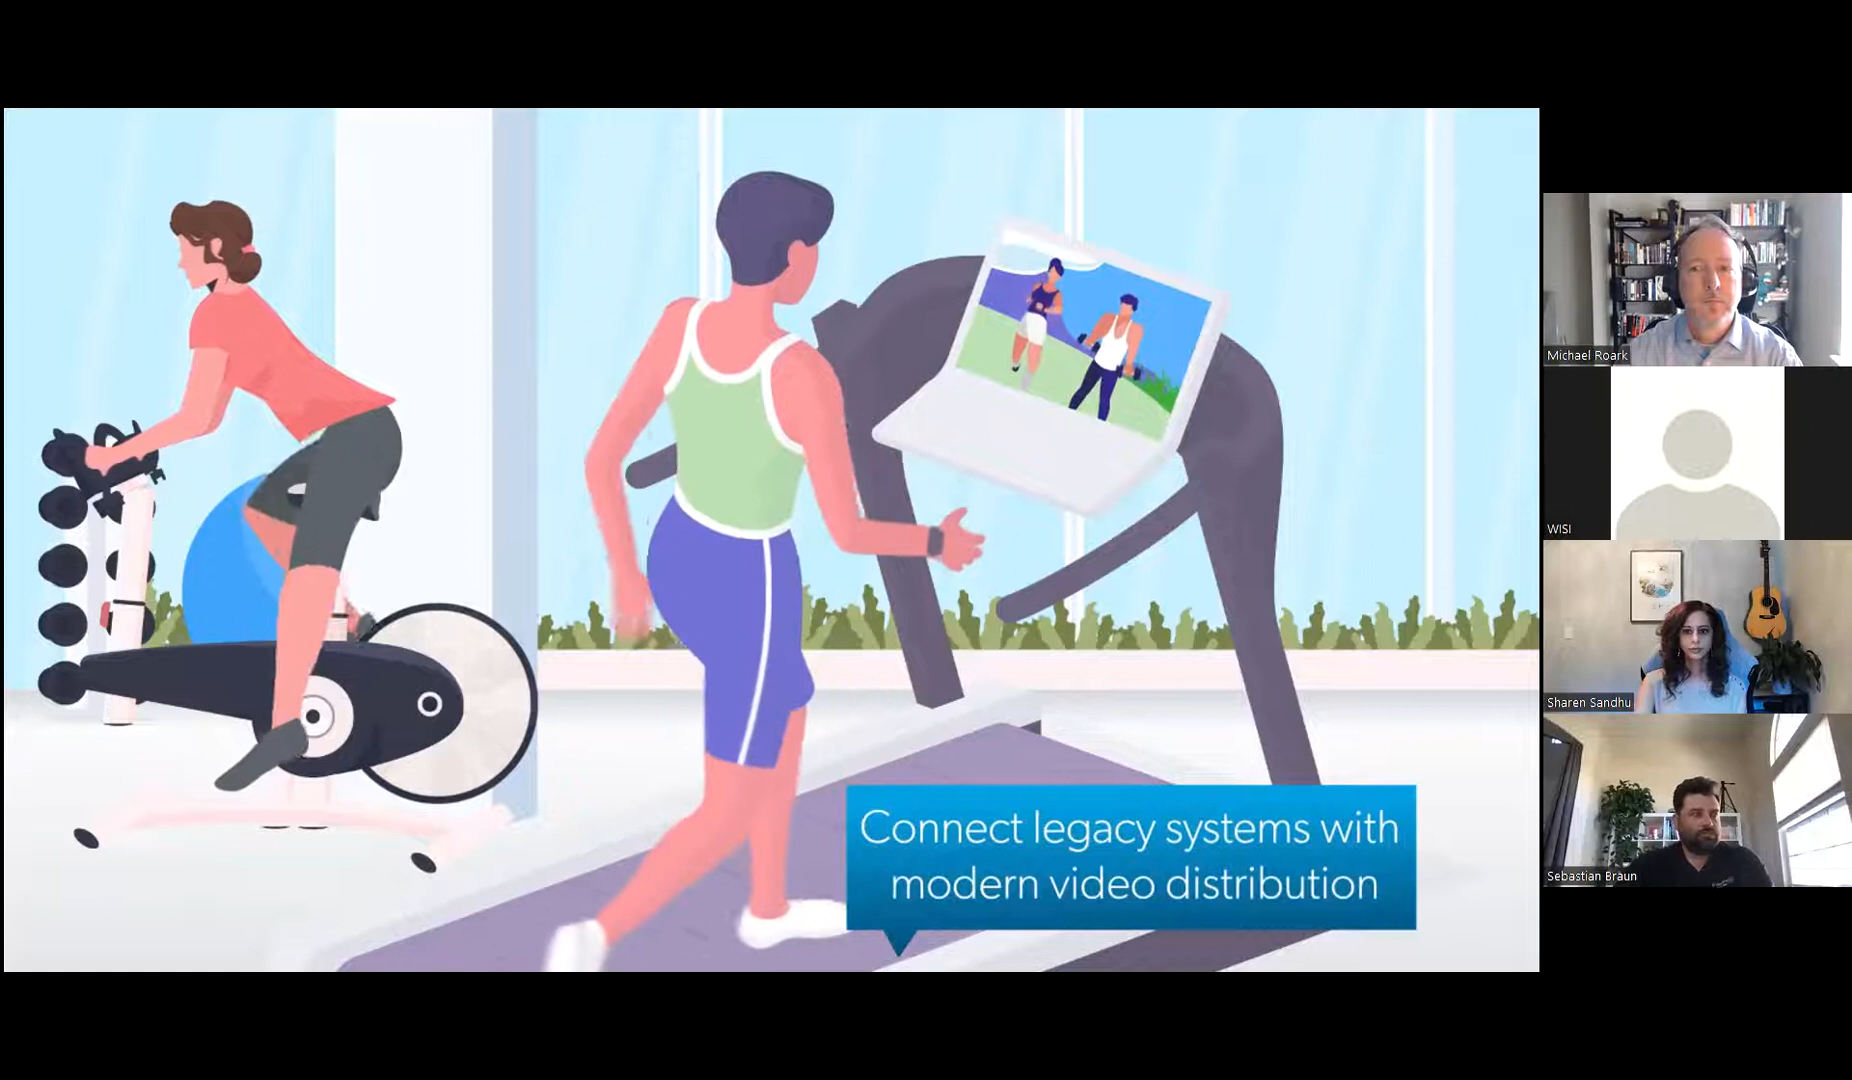 Connect legacy systems with
modern video distribution
Michael Roark
WISI
Sharen Sandhu
Sebastian Braun